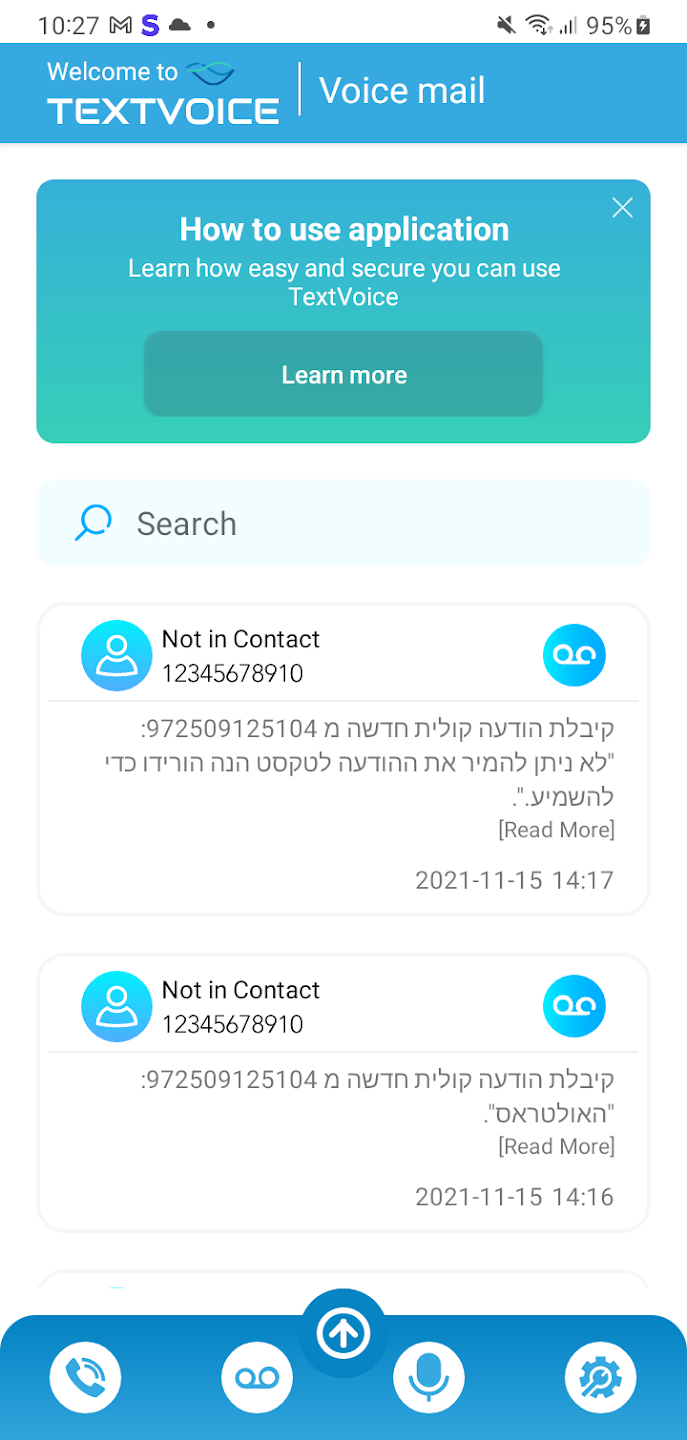 10:27
95%
Welcome to
TEXTVOICE
Voice mail
How to use application
Learn how easy and secure you can use
TextVoice
Learn more
Search
Not in Contact
12345678910
קיבלת הודעה קולית חדשה מ 972509125104:
"לא ניתן להמיר את ההודעה לטקסט הנה הורידו כדי
להשמיע.".
[Read More]
2021-11-15 14:17
Not in Contact
12345678910
קיבלת הודעה קולית חדשה מ 972509125104:
"האולטראס".
[Read More]
2021-11-15 14:16